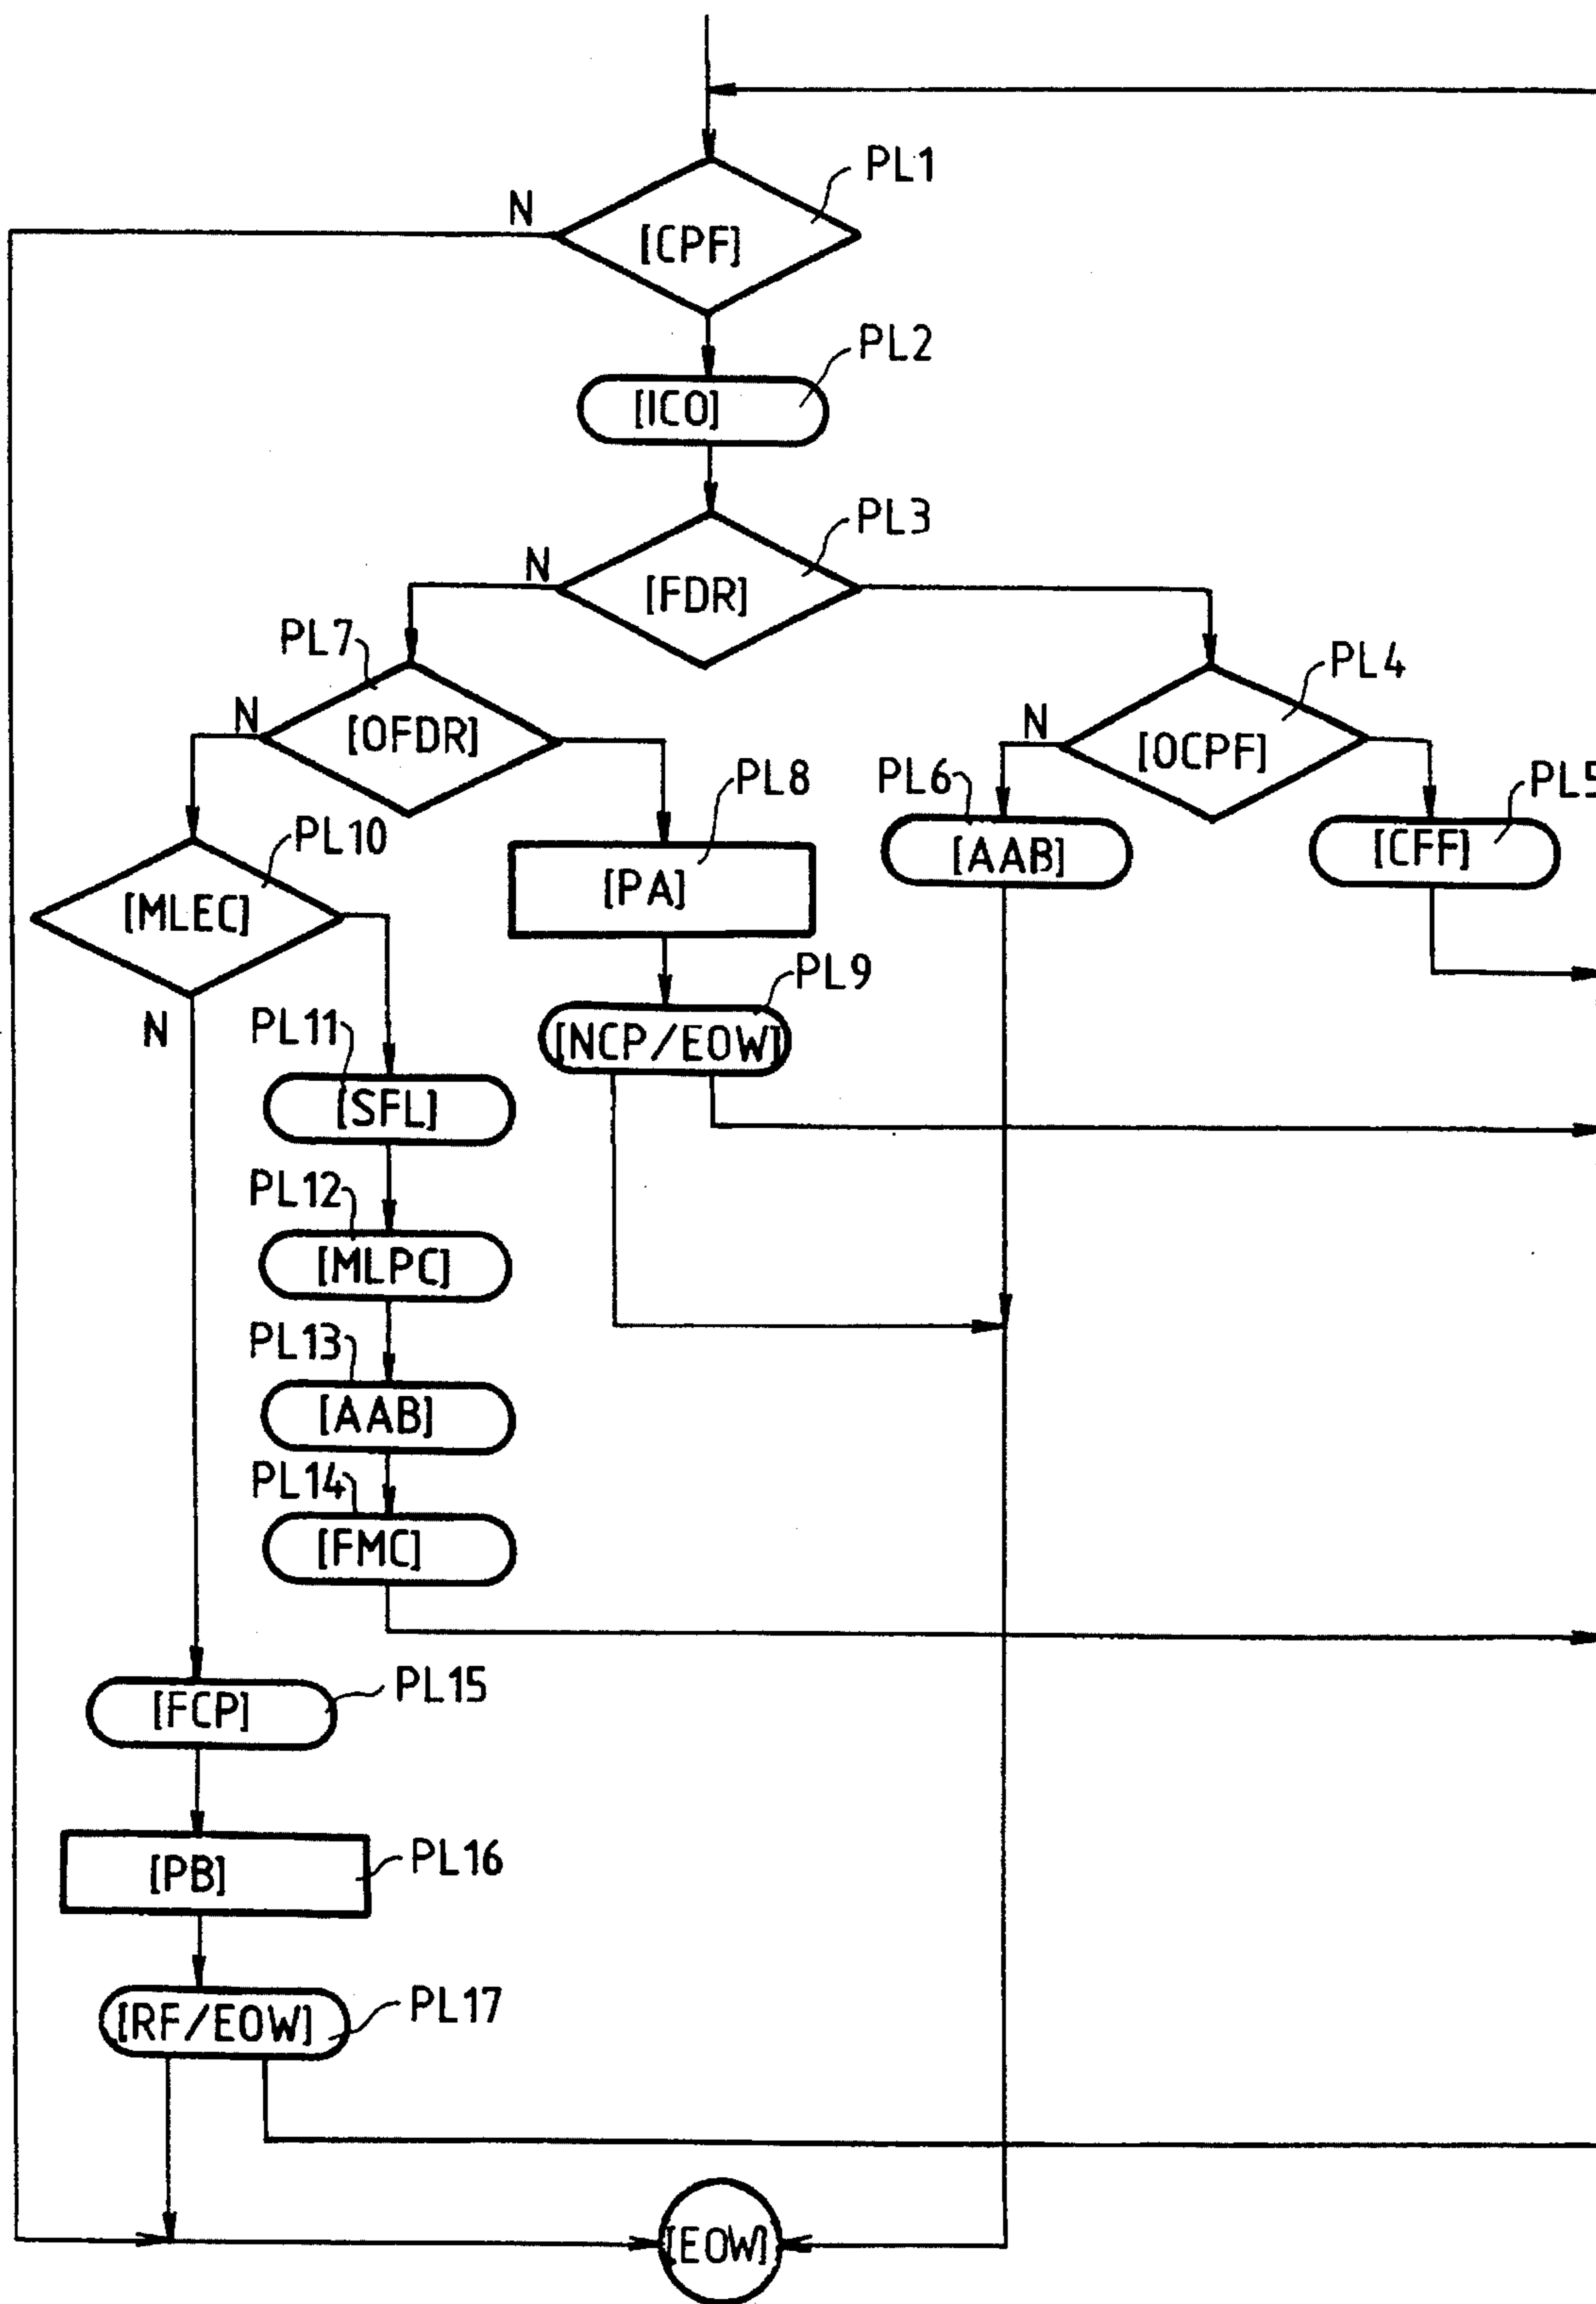 PL1
N
[CPF]
PL2
[ICO]
PL3
N
[FDR]
PL7
PL4
N
[OFDR]
N
[OCPF]
PL8
PL6
PL5
PL10
[AAB]
[CFF]
[PA]
[MLEC]
PL9
N
PL11
[NCP/EOW]
[SFL]
PL12
[MLPC]
PL13
[AAB]
PL14
[FMC]
PL15
[FCP]
PL16
[PB]
PL17
[RF/EOW]
[EOW]